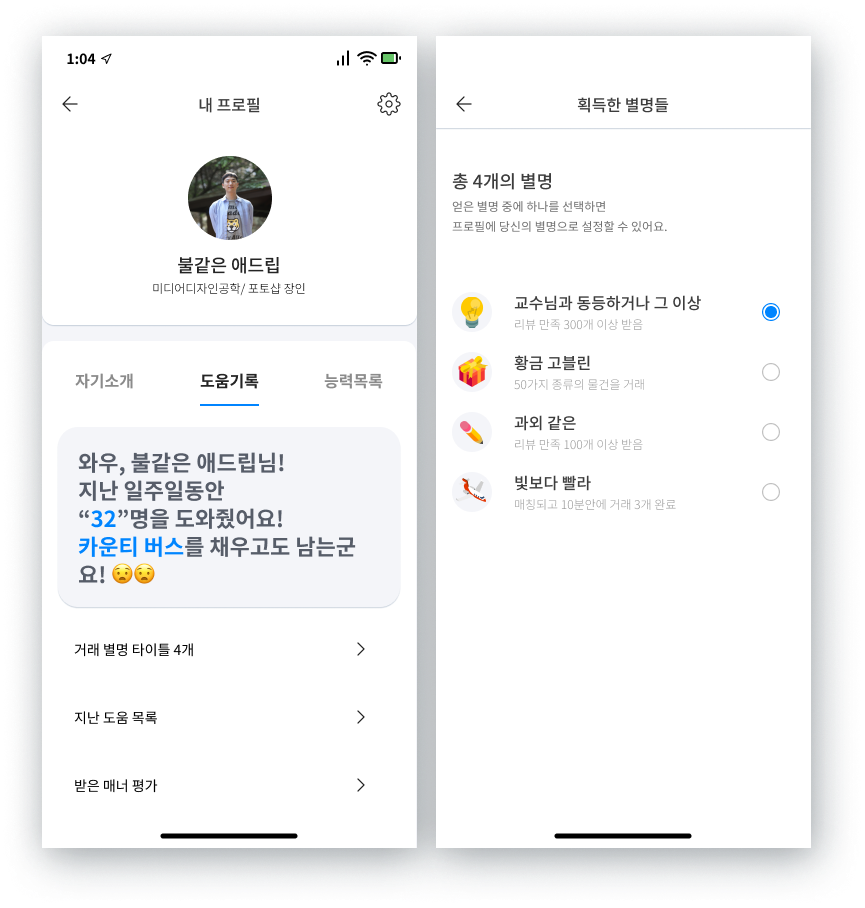 1:04
내 프로필
불같은 애드립
미디어디자인공학/ 포토샵 장인
자기소개
도움기록
능력목록
와우, 불같은 애드립님!
지난 일주일동안
“32”명을 도와줬어요!
카운티 버스를 채우고도 남는군
요! 😧😧
거래 별명 타이틀 4개
지난 도움 목록
받은 매너 평가
획득한 별명들
총 4개의 별명
얻은 별명 중에 하나를 선택하면
프로필에 당신의 별명으로 설정할 수 있어요.
교수님과 동등하거나 그 이상
리뷰 만족 300개 이상 받음
황금 고블린
50가지 종류의 물건을 거래
과외 같은
리뷰 만족 100개 이상 받음
빛보다 빨라
매칭되고 10분안에 거래 3개 완료